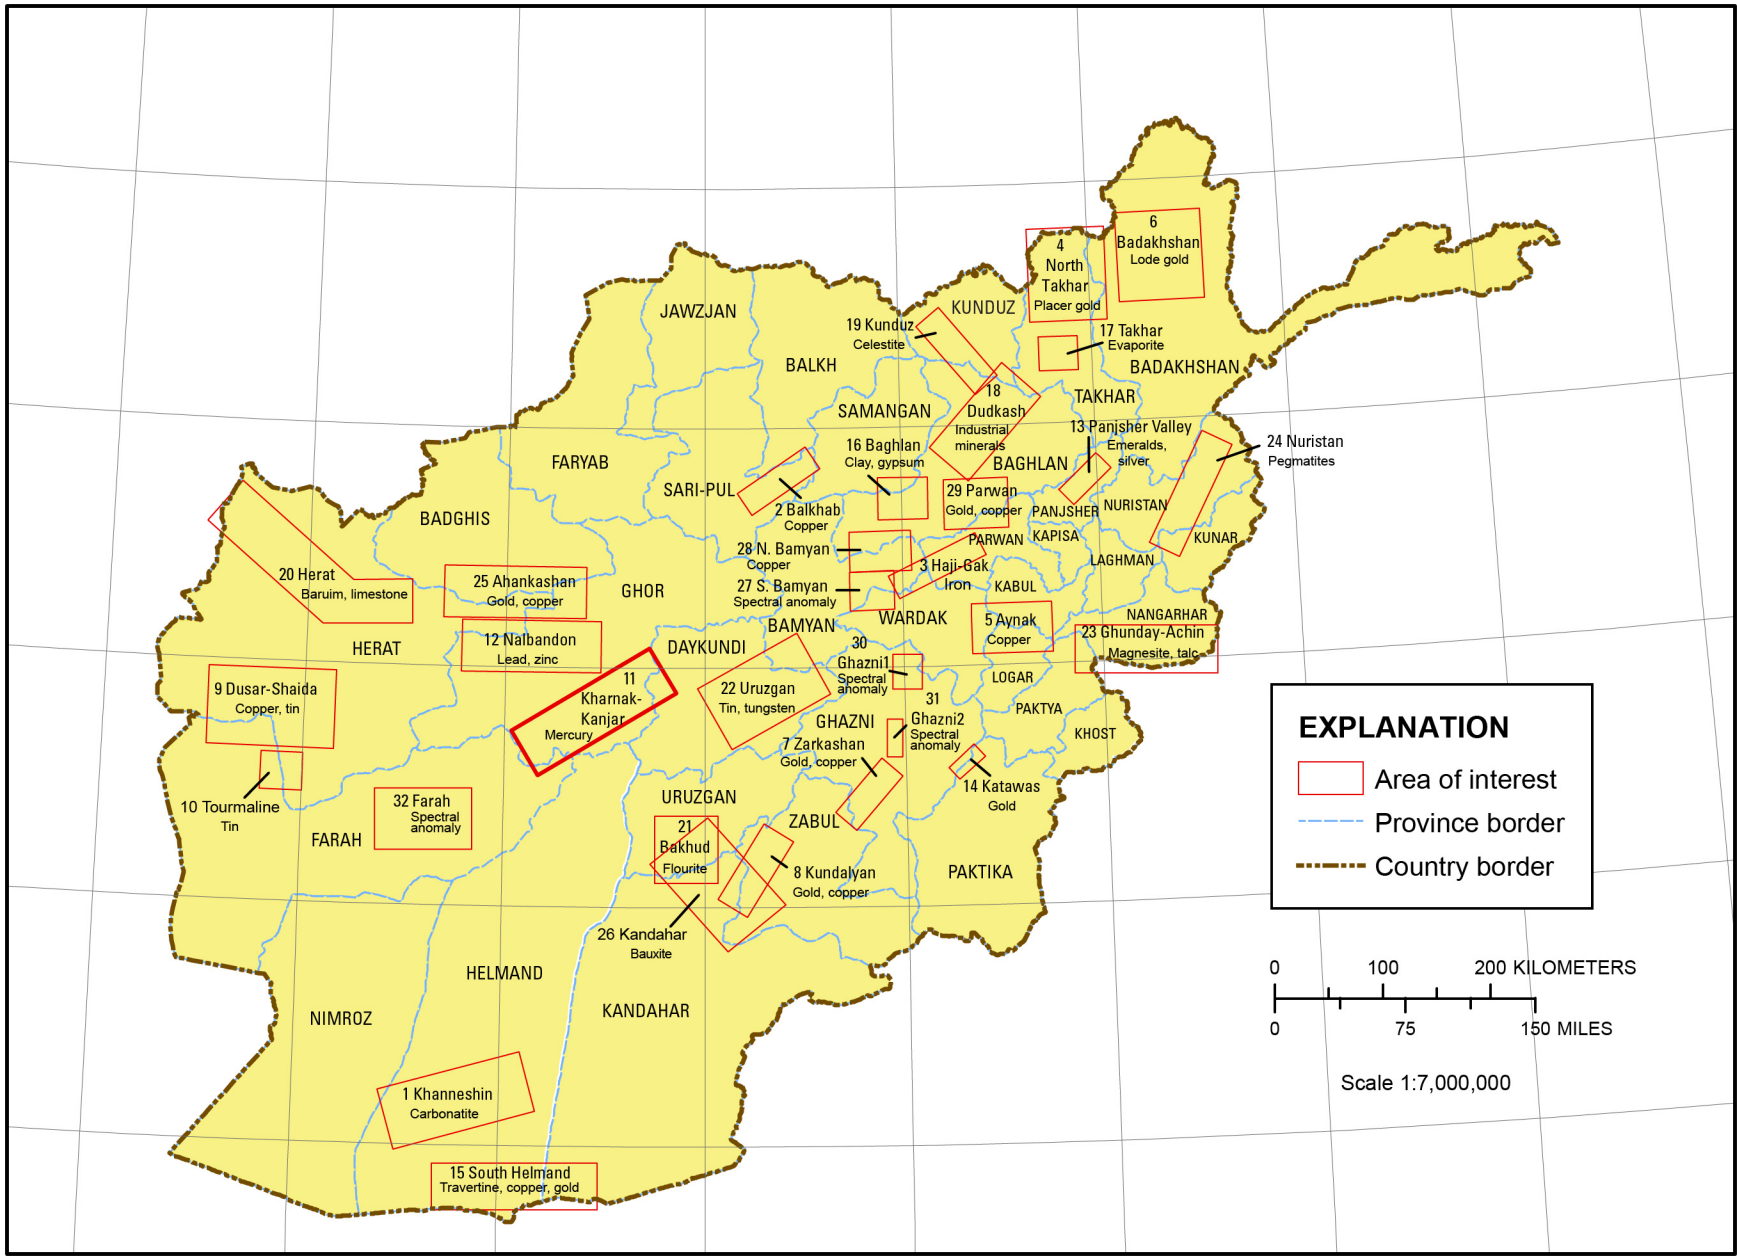 6
Badakhshan
Lode gold
4
North
Takhar
Placer gold
JAWZJAN
KUNDUZ
19 Kunduz
Celestite
17 Takhar
Evaporite
BALKH
BADAKHSHAN
18
Dudkash
Industrial
minerals
TAKHAR
SAMANGAN
13 Panjsher Valley
Emeralds,
silver
16 Baghlan
Clay, gypsum
24 Nuristan
Pegmatites
FARYAB
BAGHLAN
SARI-PUL
29 Parwan
Gold, copper
2 Balkhab
Copper
PANJSHER
NURISTAN
BADGHIS
PARWAN
KAPISA
KUNAR
28 N. Bamyan
Copper
LAGHMAN
3 Haji-Gak
Iron
20 Herat
Baruim, limestone
25 Ahankashan
Gold, copper
GHOR
27 S. Bamyan
Spectral anomaly
KABUL
NANGARHAR
WARDAK
5 Aynak
Copper
BAMYAN
23 Ghunday-Achin
Magnesite, talc
HERAT
12 Nalbandon
Lead, zinc
DAYKUNDI
30
Ghazni1
Spectral
anomaly
LOGAR
11
Kharnak-
Kanjar
Mercury
9 Dusar-Shaida
Copper, tin
22 Uruzgan
Tin, tungsten
31
Ghazni2
Spectral
anomaly
PAKTYA
GHAZNI
KHOST
7 Zarkashan
Gold, copper
14 Katawas
Gold
10 Tourmaline
Tin
32 Farah
Spectral
anomaly
URUZGAN
ZABUL
FARAH
21
Bakhud
Flourite
8 Kundalyan
Gold, copper
PAKTIKA
26 Kandahar
Bauxite
HELMAND
NIMROZ
KANDAHAR
1 Khanneshin
Carbonatite
15 South Helmand
Travertine, copper, gold
EXPLANATION
Area of interest
Province border
Country border
0 100 200 KILOMETERS
0 75 150 MILES
Scale 1:7,000,000